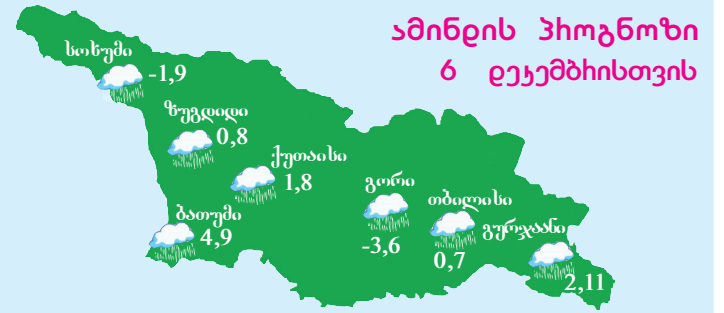 ამინდის პროგნოზი
6 დეკემბრისთვის
სოხუმი
-1,9
ზუგდიდი
0,8
ქუთაისი
1,8
გორი
-3,6
თბილისი
0,7
ბათუმი
4,9
გურჯაანი
2,11